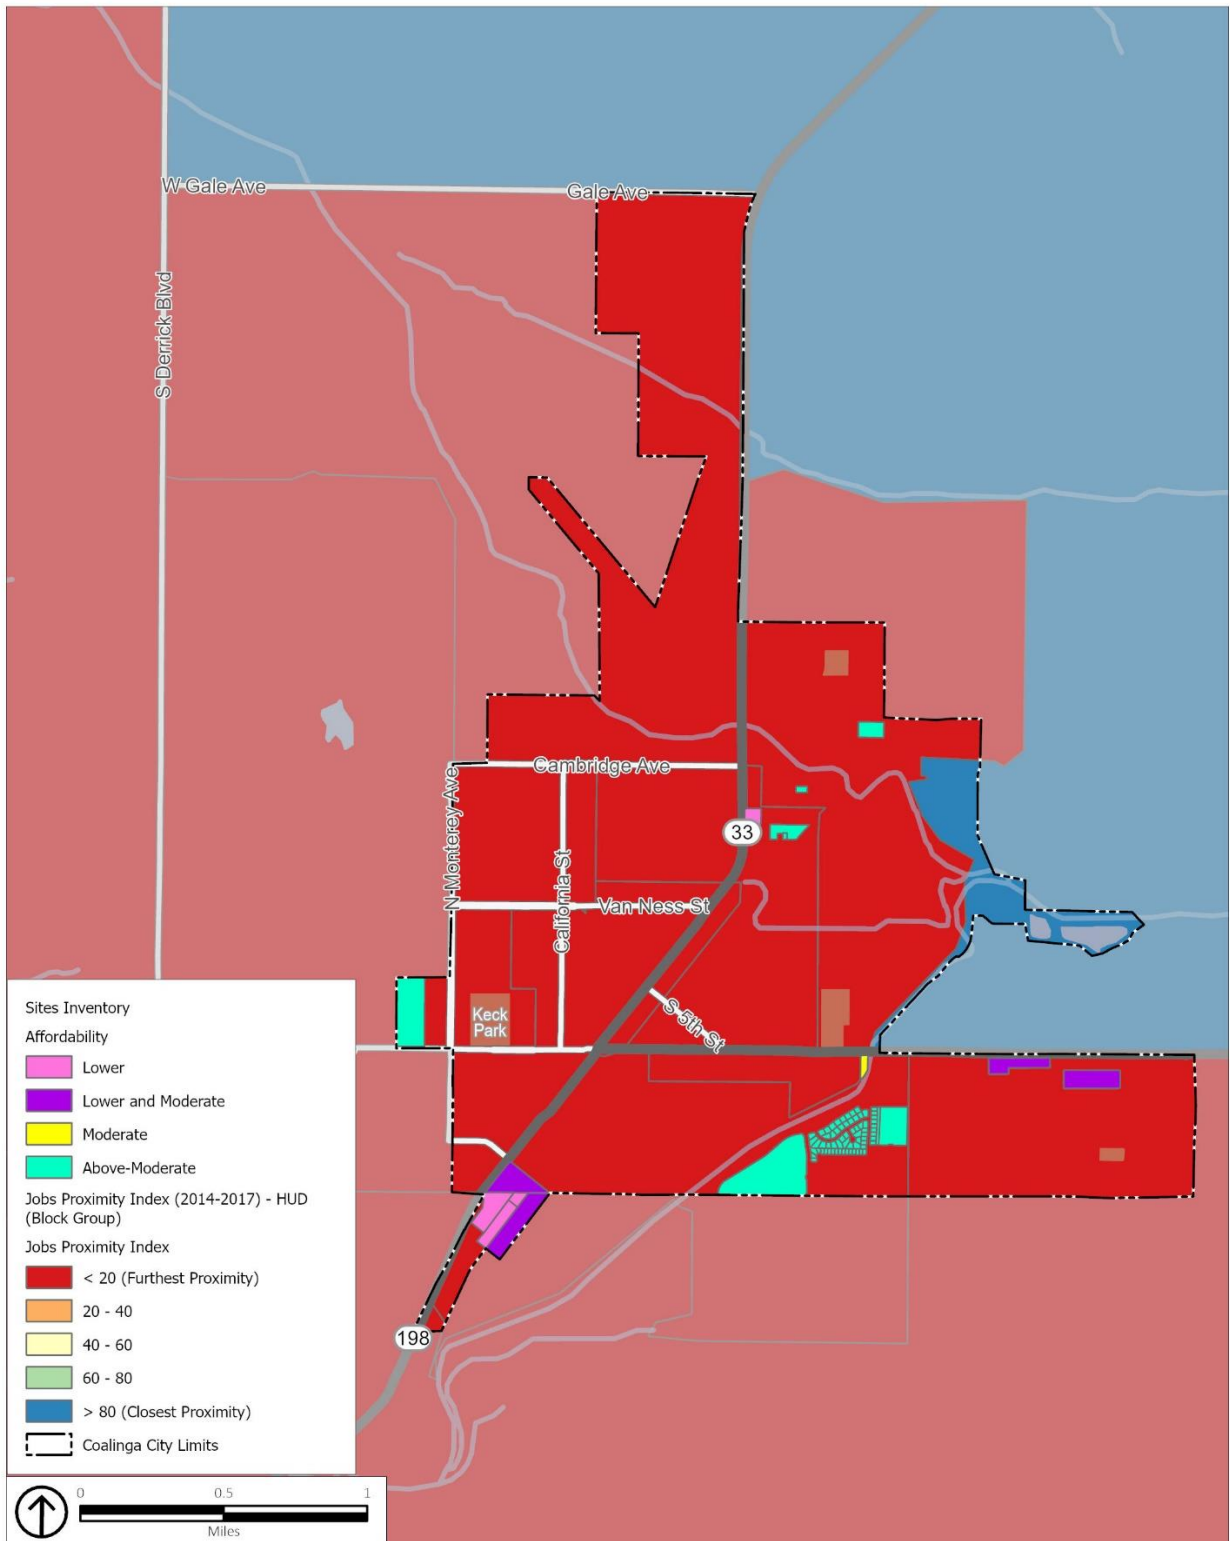 W Gale Ave
Gale Ave
S Derrick Blvd
Cambridge Ave
N Monterey Ave
33
California St
Van Ness St
S 5th St
Keck
Park
198
Sites Inventory
Affordability
Lower
Lower and Moderate
Moderate
Above-Moderate
Jobs Proximity Index (2014-2017) - HUD
(Block Group)
Jobs Proximity Index
< 20 (Furthest Proximity)
20 - 40
40 - 60
60 - 80
> 80 (Closest Proximity)
Coalinga City Limits
0 0.5 1
Miles